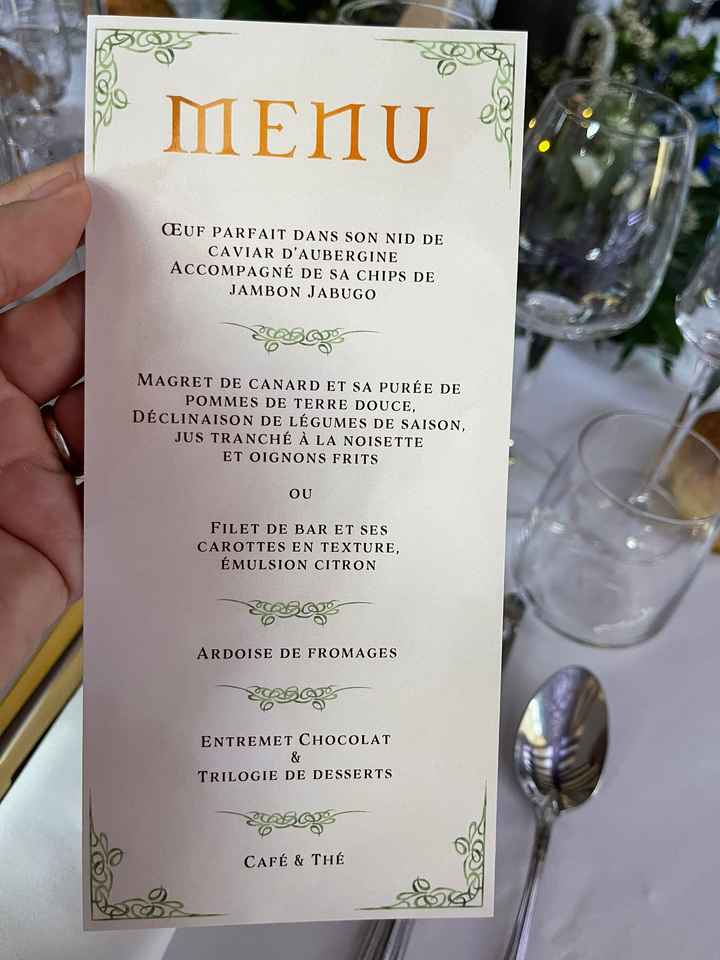 MENU
Œuf parfait dans son nid de
caviar d'aubergine
Accompagné de sa chips de
jambon Jabugo
Magret de canard et sa purée de
pommes de terre douce,
Déclinaison de légumes de saison,
jus tranché à la noisette
et oignons frits
ou
Filet de bar et ses
carottes en texture,
émulsion citron
Ardoise de fromages
Entremet Chocolat
&
Trilogie de desserts
Café & Thé